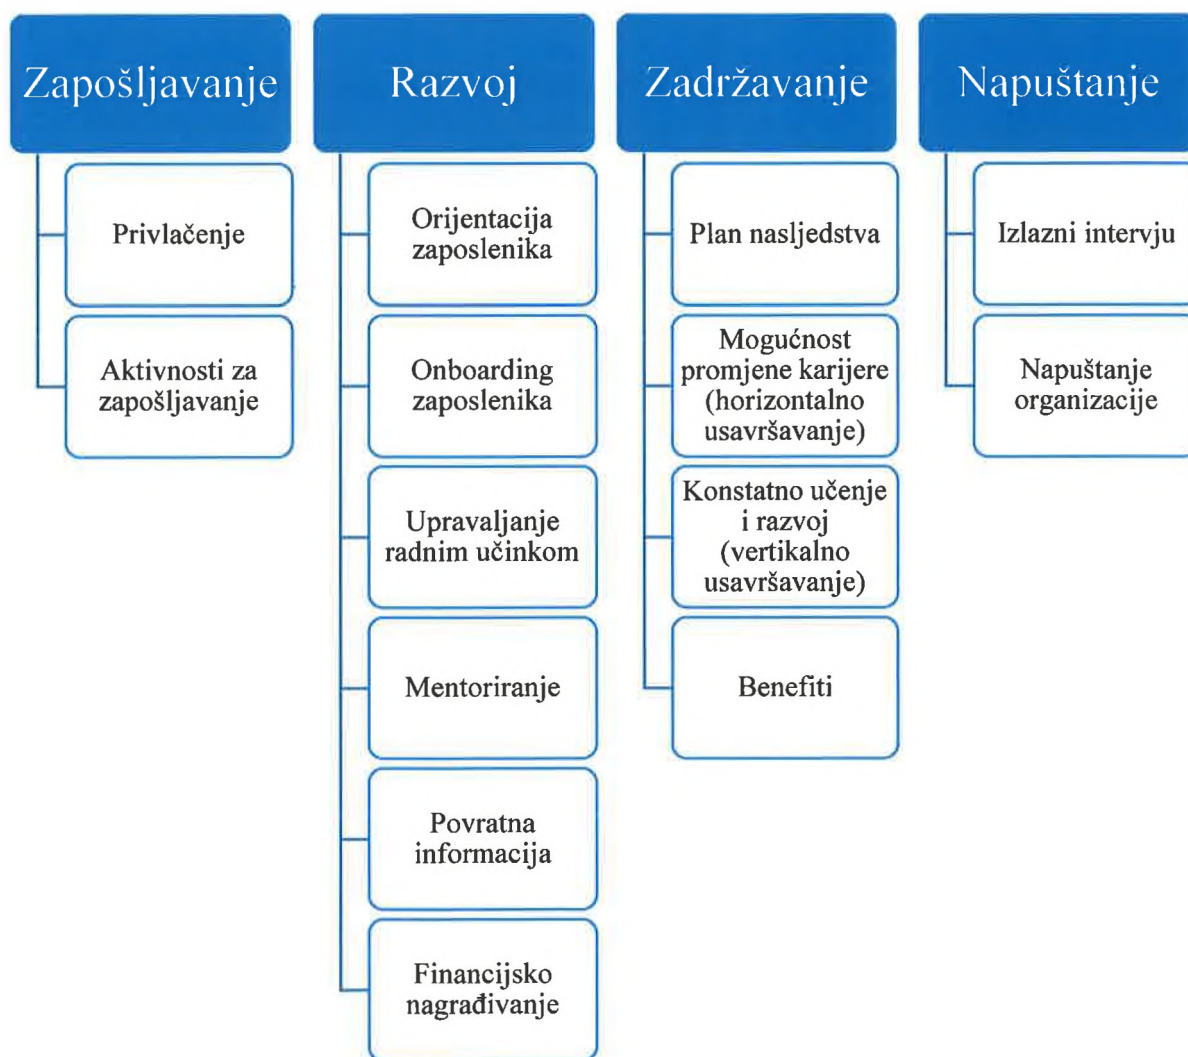 Zapošljavanje
Privlačenje
Aktivnosti za
zapošljavanje
Razvoj
Orijentacija
zaposlenika
Onboarding
zaposlenika
Upravaljanje
radnim učinkom
Mentoriranje
Povratna
informacija
Financijsko
nagrađivanje
Zadržavanje
Plan nasljedstva
Mogućnost
promjene karijere
(horizontalno
usavršavanje)
Konstatno učenje
i razvoj
(vertikalno
usavršavanje)
Benefiti
Napuštanje
Izlazni intervju
Napuštanje
organizacije